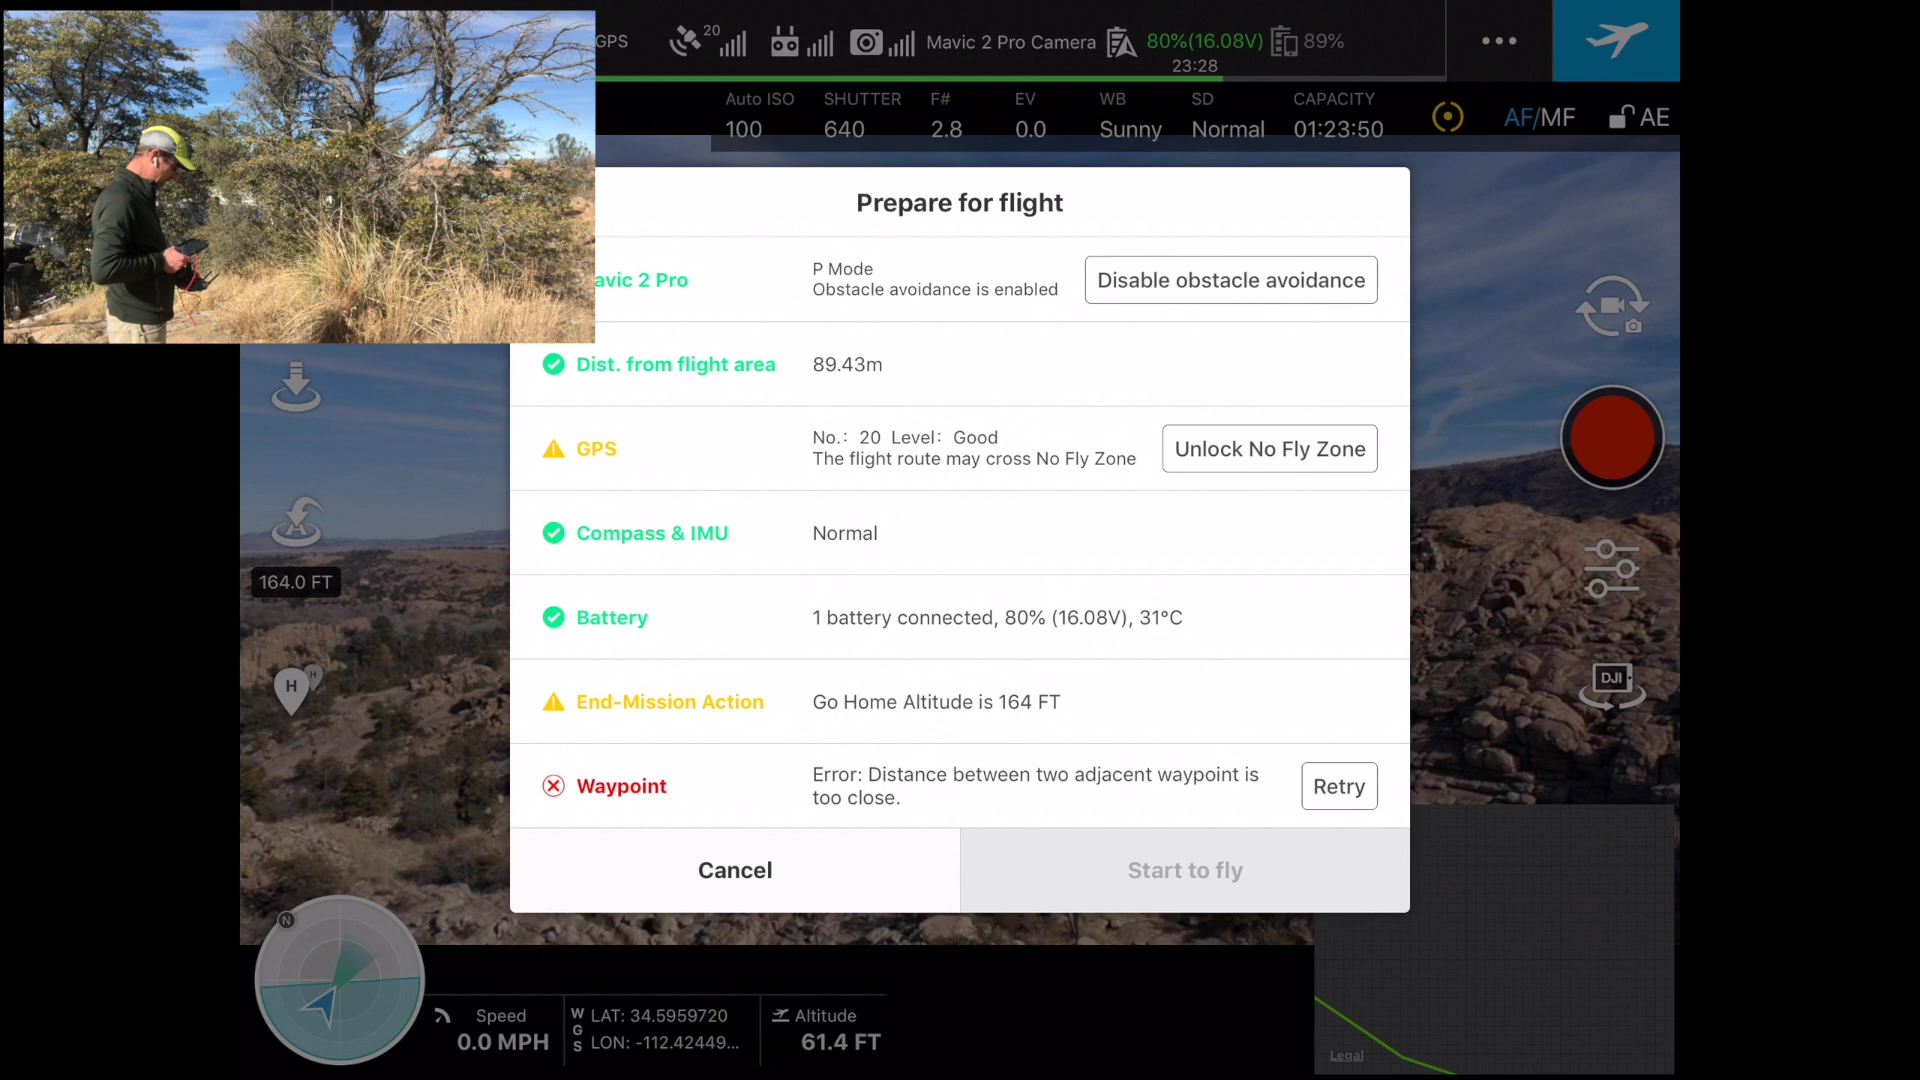 GPS
20
Mavic 2 Pro Camera
80%(16.08V)
89%
23:28
Auto ISO SHUTTER F# EV WB SD CAPACITY
100 640 2.8 0.0 Sunny Normal 01:23:50
AF/MF
AE
Prepare for flight
avic 2 Pro
P Mode
Obstacle avoidance is enabled
Disable obstacle avoidance
Dist. from flight area
89.43m
GPS
No.: 20 Level: Good
The flight route may cross No Fly Zone
Unlock No Fly Zone
Compass & IMU
Normal
164.0 FT
Battery
1 battery connected, 80% (16.08V), 31°C
H
H
DJI
End-Mission Action
Go Home Altitude is 164 FT
Waypoint
Error: Distance between two adjacent waypoint is
too close.
Retry
Cancel
Start to fly
N
Speed
0.0 MPH
WGS
LAT: 34.5959720
LON: -112.42449...
Altitude
61.4 FT
Legal